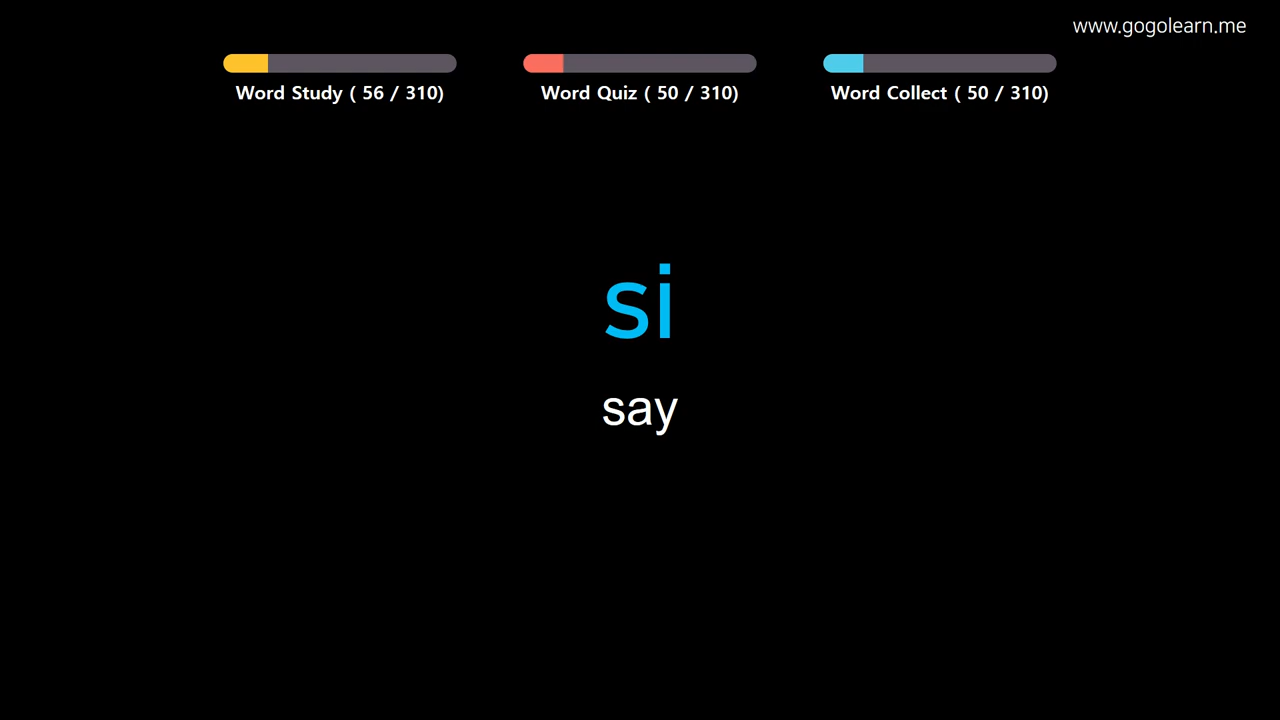 www.gogolearn.me
Word Study ( 56 / 310)
Word Quiz ( 50 / 310)
Word Collect ( 50 / 310)
si
say